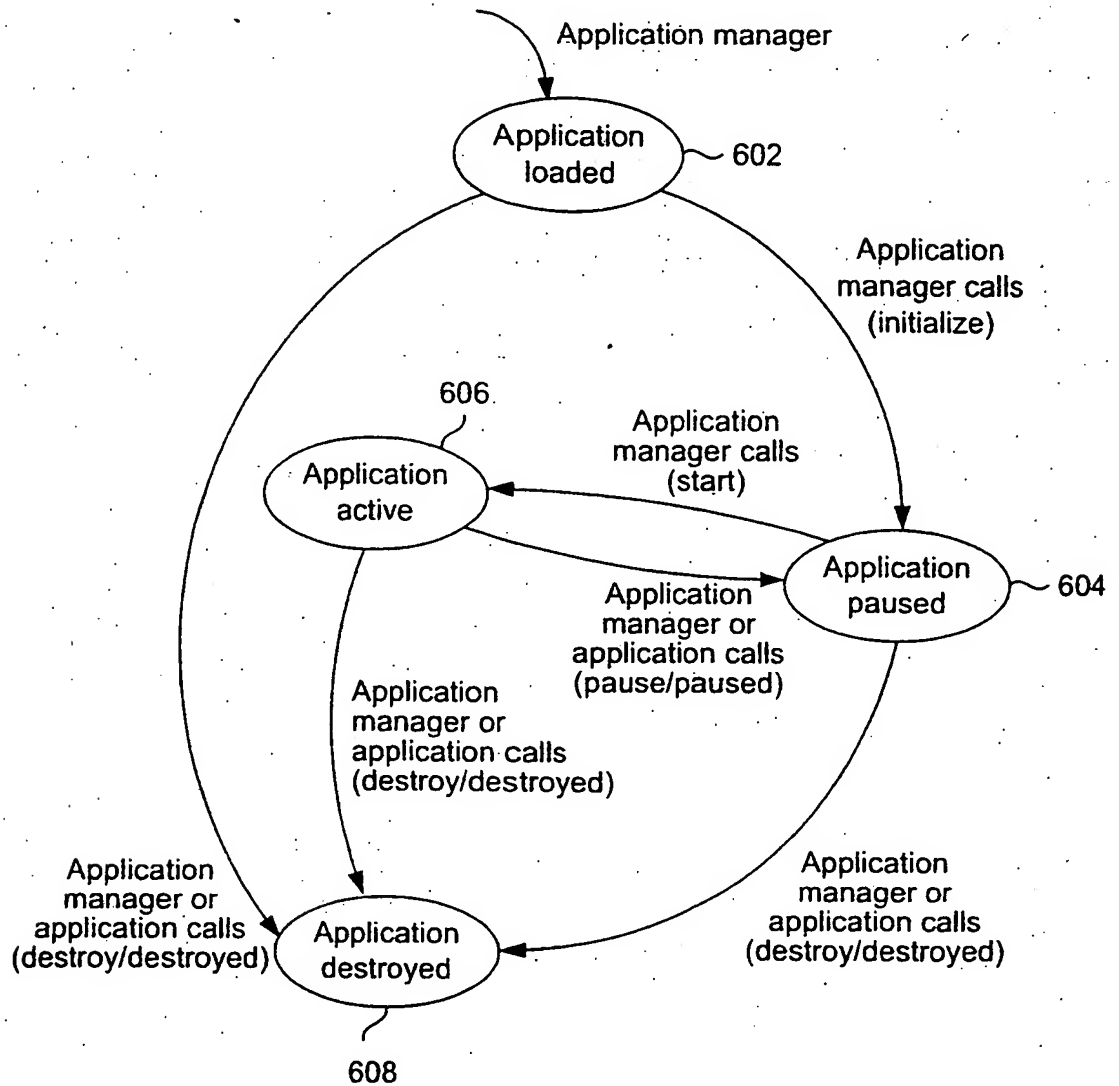 Application manager
Application
loaded
602
Application
manager calls
(initialize)
606
Application
manager calls
(start)
Application
active
Application
paused
604
Application
manager or
application calls
(pause/paused)
Application
manager or
application calls
(destroy/destroyed)
Application
manager or
application calls
(destroy/destroyed)
Application
manager or
application calls
(destroy/destroyed)
Application
destroyed
608